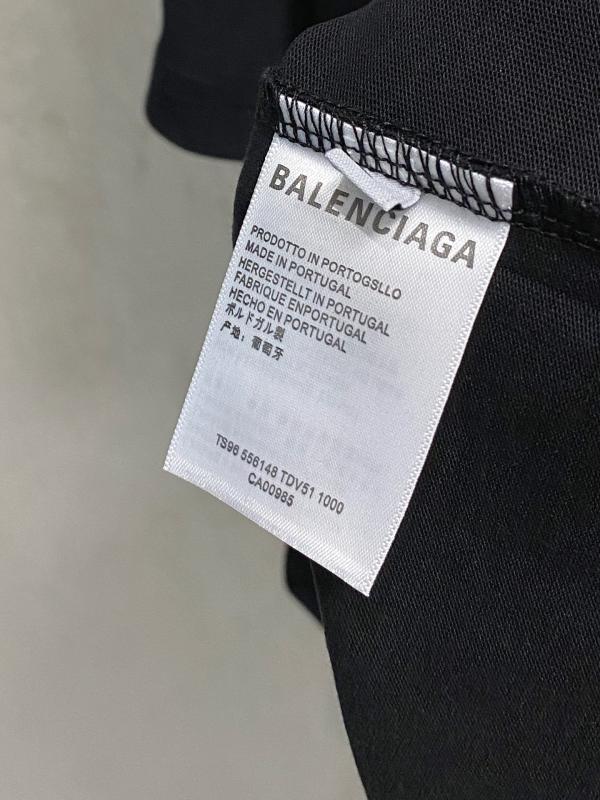 BALENCIAGA
PRODOTTO IN PORTOGSLLO
MADE IN PORTUGAL
HERGESTELLT IN PORTUGAL
FABRIQUE ENPORTUGAL
HECHO EN PORTUGAL
ポルドガル製
产地：葡萄牙
TS96 556148 TDV51 1000
CA00985